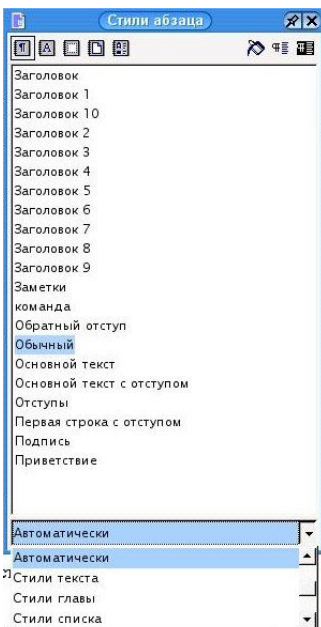 Стили абзаца
Заголовок
Заголовок 1
Заголовок 10
Заголовок 2
Заголовок 3
Заголовок 4
Заголовок 5
Заголовок 6
Заголовок 7
Заголовок 8
Заголовок 9
Заметки
команда
Обратный отступ
Обычный
Основной текст
Основной текст с отступом
Отступы
Первая строка с отступом
Подпись
Приветствие
Автоматически
Автоматически
Стили текста
Стили главы
Стили списка